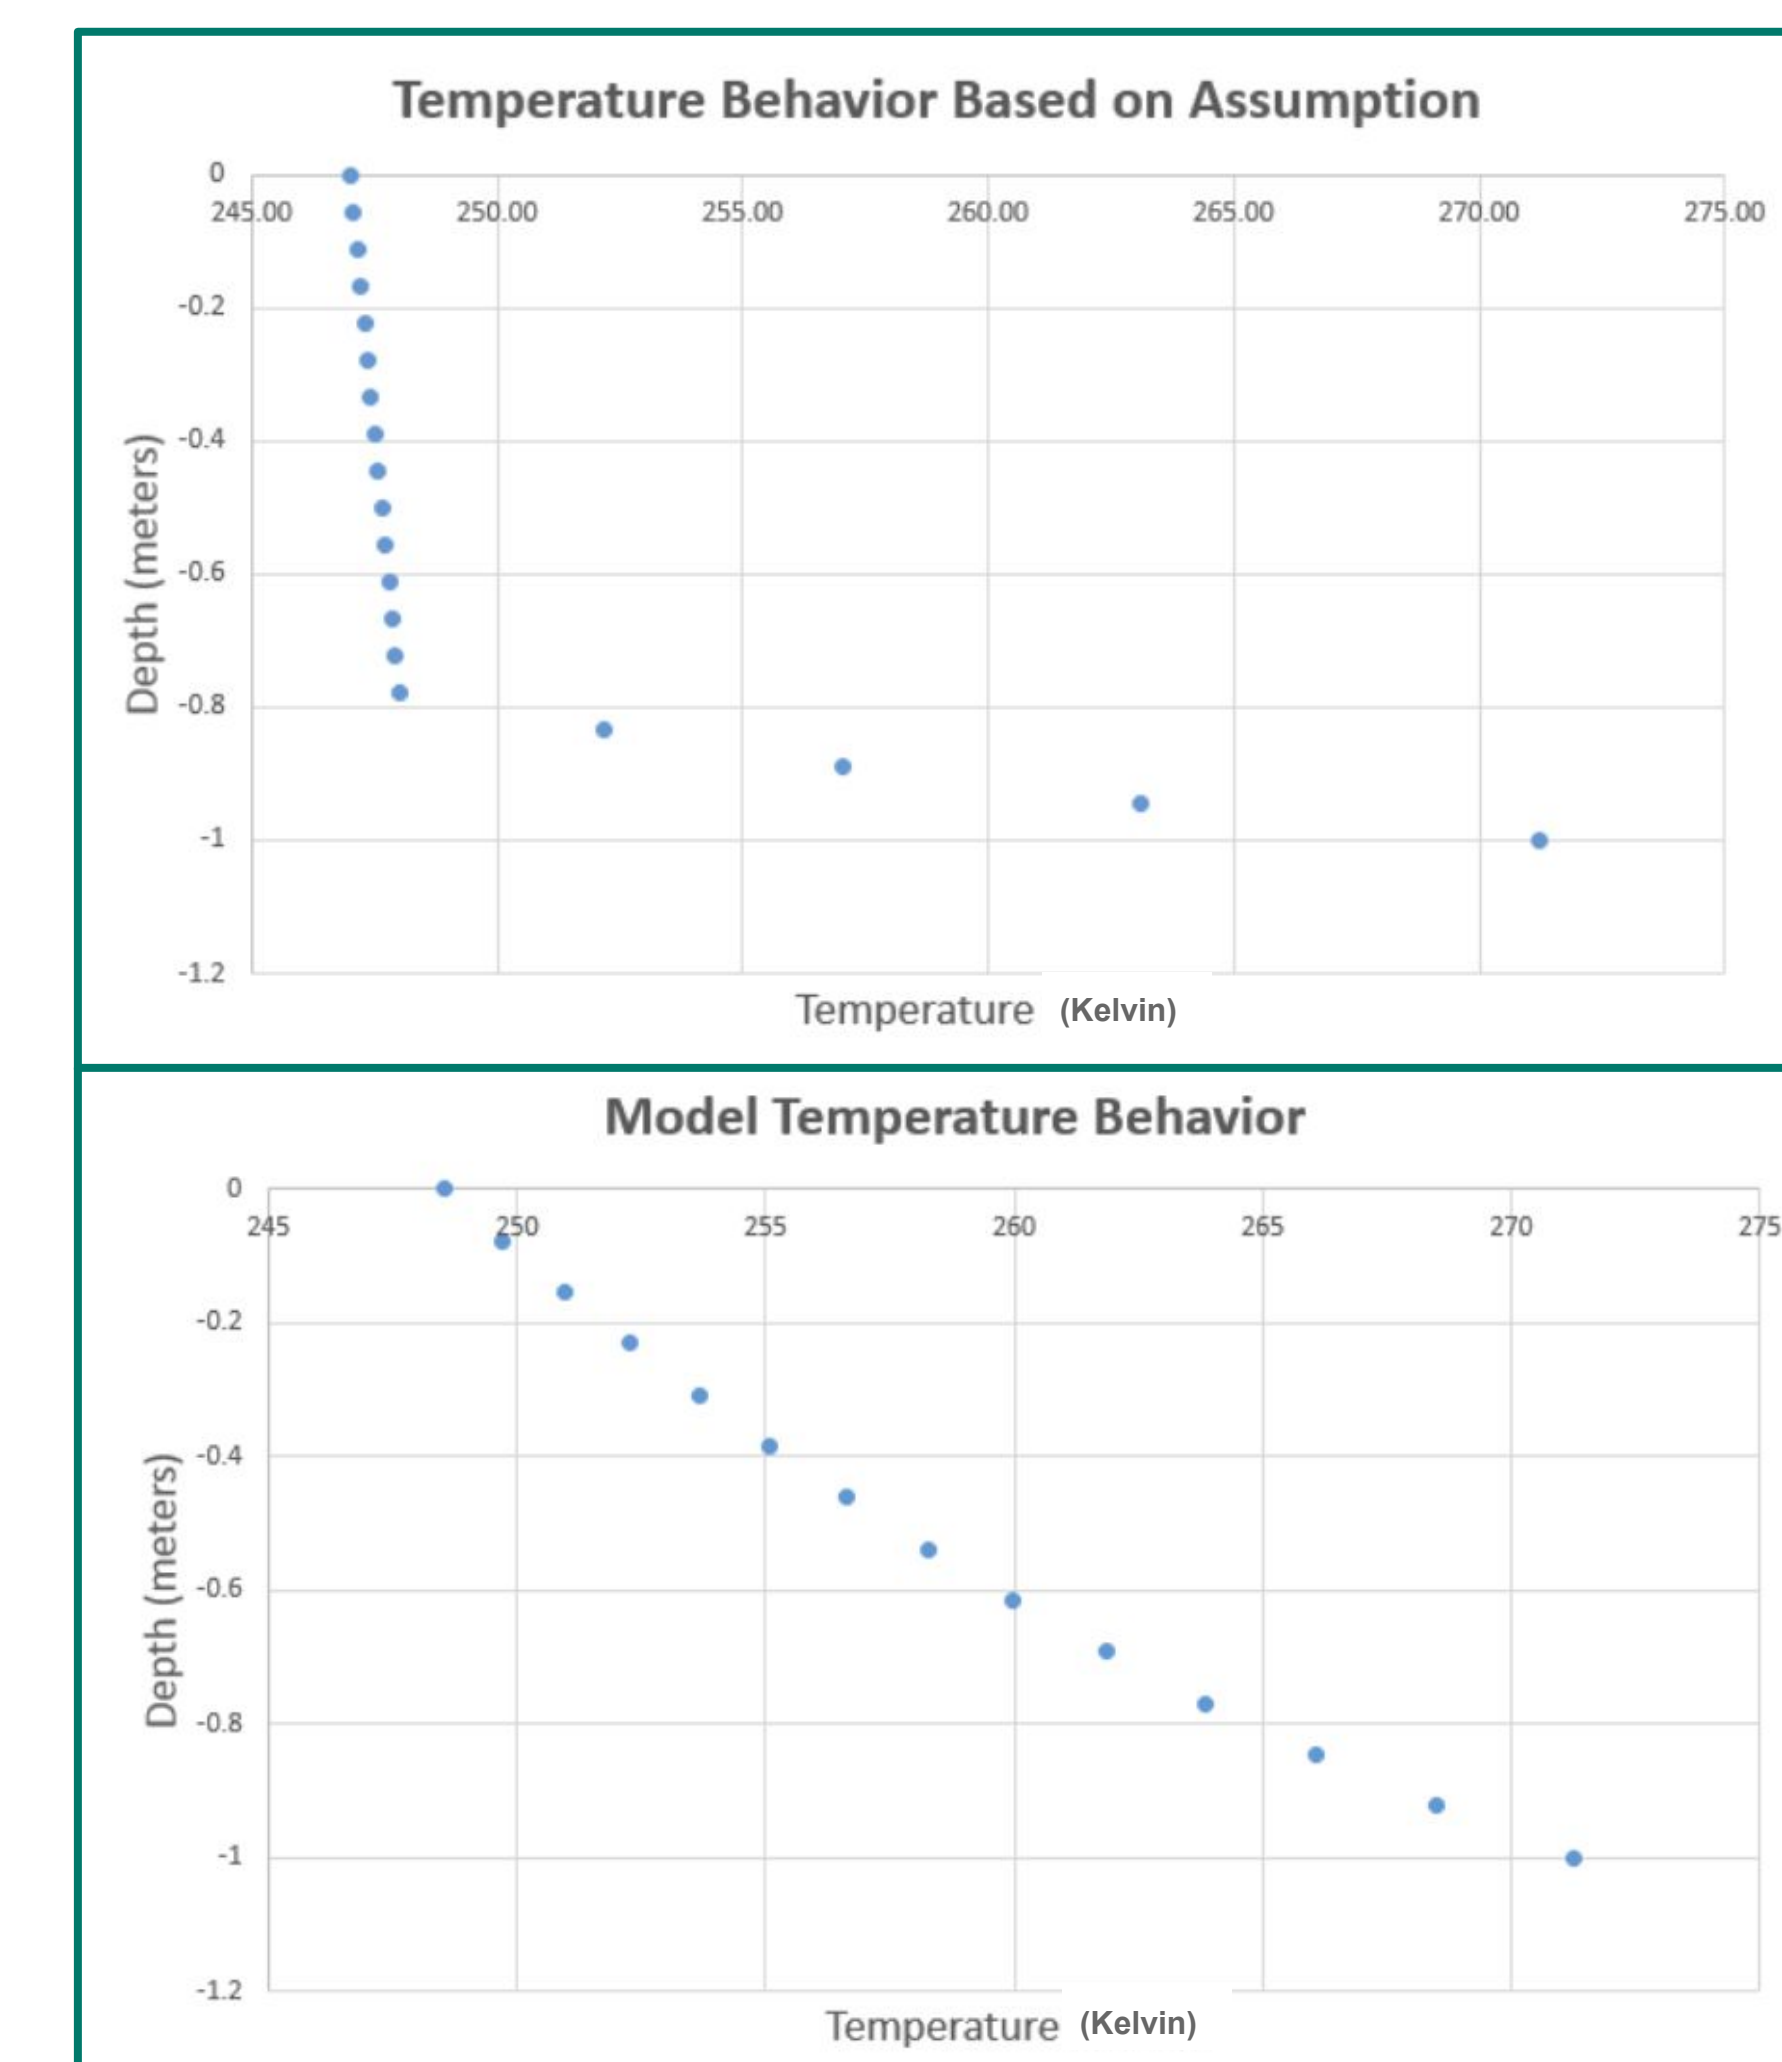 Temperature Behavior Based on Assumption
0
245.00 250.00 255.00 260.00 265.00 270.00 275.00
-0.2
-0.4
-0.6
-0.8
-1
-1.2
Depth (meters)
Temperature (Kelvin)
Model Temperature Behavior
0
245 250 255 260 265 270 275
-0.2
-0.4
-0.6
-0.8
-1
-1.2
Depth (meters)
Temperature (Kelvin)